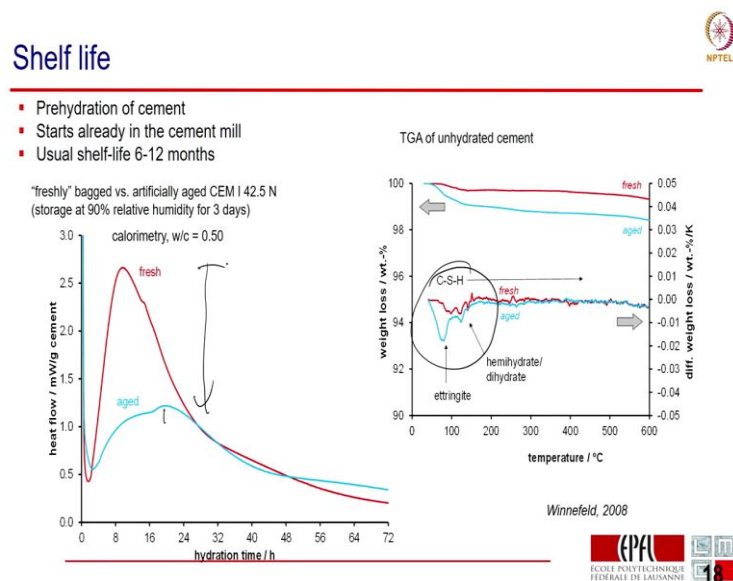 NPTEL
Shelf life
Prehydration of cement
Starts already in the cement mill
Usual shelf-life 6-12 months
"freshly" bagged vs. artificially aged CEM I 42.5 N
(storage at 90% relative humidity for 3 days)
calorimetry, w/c = 0.50
3.0
2.5
2.0
1.5
1.0
0.5
0.0
heat flow / mW/g cement
fresh
aged
0 8 16 24 32 40 48 56 64 72
hydration time / h
TGA of unhydrated cement
100
98
96
94
92
90
weight loss / wt.-%
fresh
aged
C-S-H
fresh
aged
hemihydrate/
dihydrate
ettringite
0.05
0.04
0.03
0.02
0.01
0.00
-0.01
-0.02
-0.03
-0.04
-0.05
diff. weight loss / wt.-%/K
0 100 200 300 400 500 600
temperature / °C
Winnefeld, 2008
EPFL
ÉCOLE POLYTECHNIQUE
FÉDÉRALE DE LAUSANNE
18